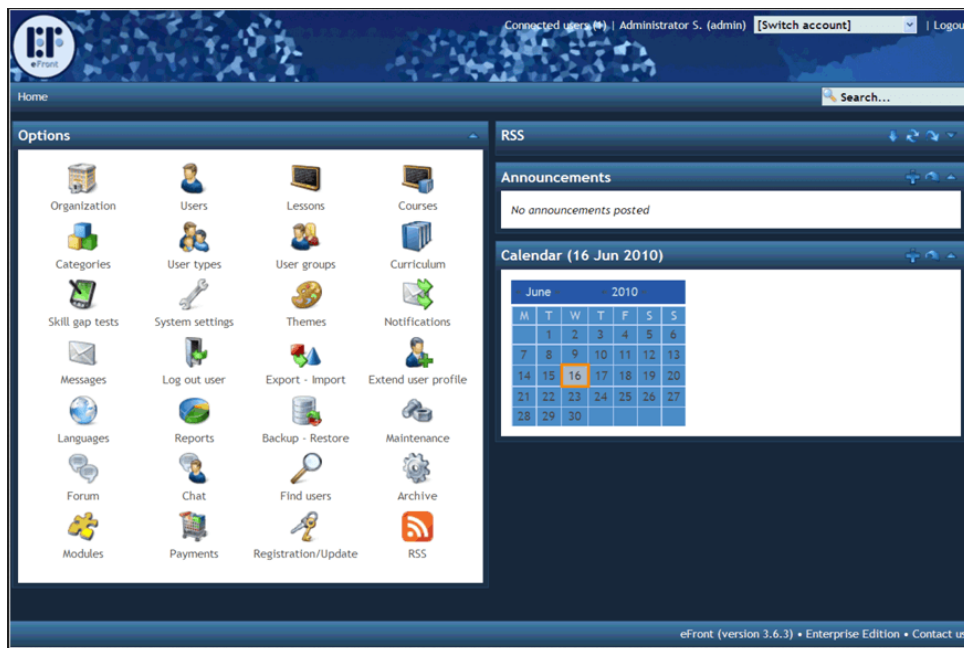 Connected users | Administrator S. (admin) [Switch account] | Logou
eFront
Home
Search...
Options
Organization Users Lessons Courses
Categories User types User groups Curriculum
Skill gap tests System settings Themes Notifications
Messages Log out user Export - Import Extend user profile
Languages Reports Backup - Restore Maintenance
Forum Chat Find users Archive
Modules Payments Registration/Update RSS
RSS
Announcements
No announcements posted
Calendar (16 Jun 2010)
June 2010
M T W T F S S
1 2 3 4 5 6
7 8 9 10 11 12 13
14 15 16 17 18 19 20
21 22 23 24 25 26 27
28 29 30
eFront (version 3.6.3) • Enterprise Edition • Contact us